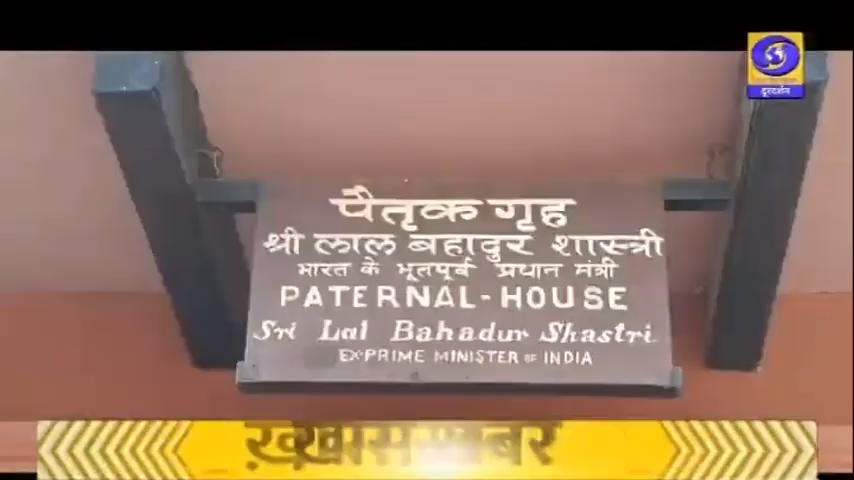 दूरदर्शन
पैतृक गृह
श्री लाल बहादुर शास्त्री
भारत के भूतपूर्व प्रधान मंत्री
PATERNAL-HOUSE
Sri Lal Bahadur Shastri
EX-PRIME MINISTER OF INDIA